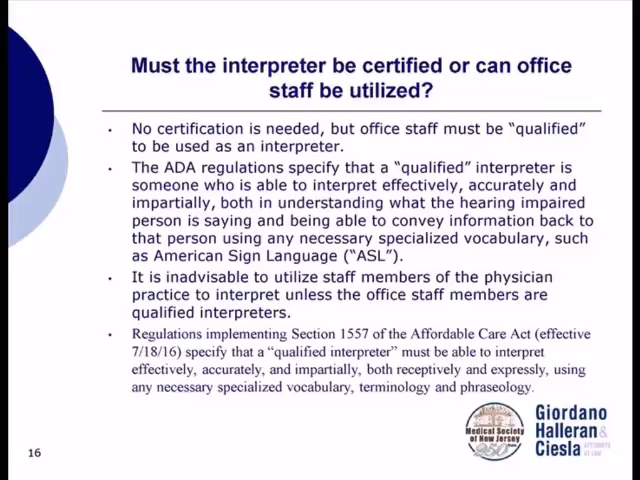 Must the interpreter be certified or can office
staff be utilized?
• No certification is needed, but office staff must be “qualified”
to be used as an interpreter.
• The ADA regulations specify that a “qualified” interpreter is
someone who is able to interpret effectively, accurately and
impartially, both in understanding what the hearing impaired
person is saying and being able to convey information back to
that person using any necessary specialized vocabulary, such
as American Sign Language (“ASL”).
• It is inadvisable to utilize staff members of the physician
practice to interpret unless the office staff members are
qualified interpreters.
• Regulations implementing Section 1557 of the Affordable Care Act (effective
7/18/16) specify that a “qualified interpreter” must be able to interpret
effectively, accurately, and impartially, both receptively and expressly, using
any necessary specialized vocabulary, terminology and phraseology.
Medical Society
of New Jersey
250
Giordano
Halleran &
Ciesla
ATTORNEYS
AT LAW
16